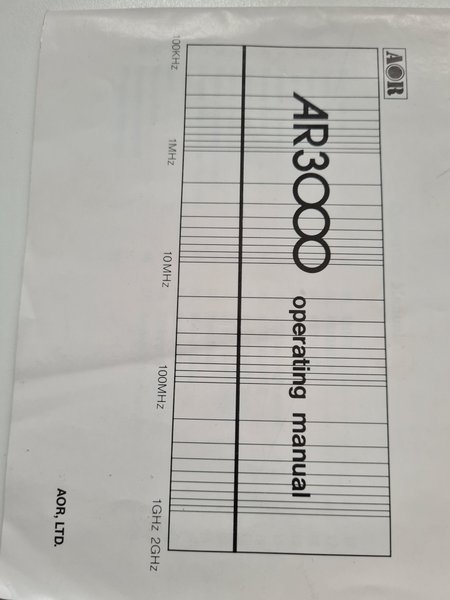 AOR
AR3000 operating manual
100KHz 1MHz 10MHz 100MHz 1GHz 2GHz
AOR, LTD.